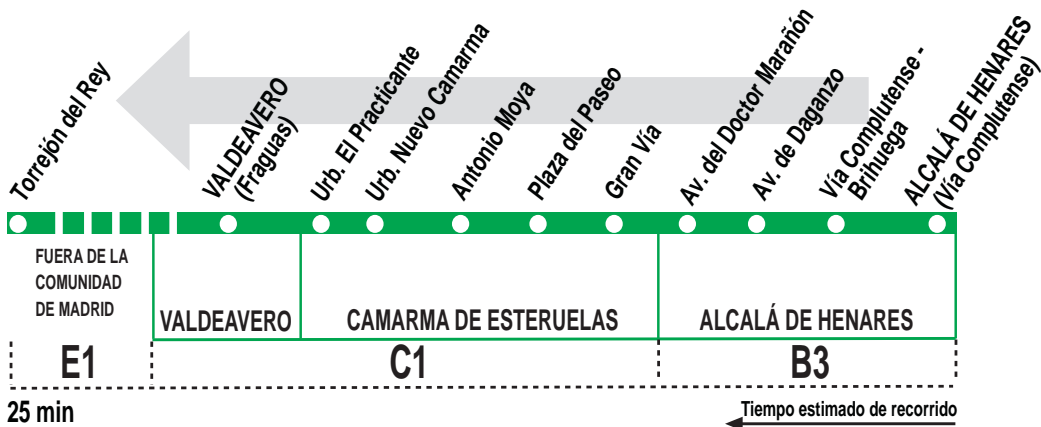 Torrejón del Rey
VALDEAVERO
(Fraguas)
Urb. El Practicante
Urb. Nuevo Camarma
Antonio Moya
Plaza del Paseo
Gran Vía
Av. del Doctor Marañón
Av. de Daganzo
Vía Complutense -
Brihuega
ALCALÁ DE HENARES
(Vía Complutense)
FUERA DE LA
COMUNIDAD
DE MADRID
VALDEAVERO
CAMARMA DE ESTERUELAS
ALCALÁ DE HENARES
E1
C1
B3
25 min
Tiempo estimado de recorrido